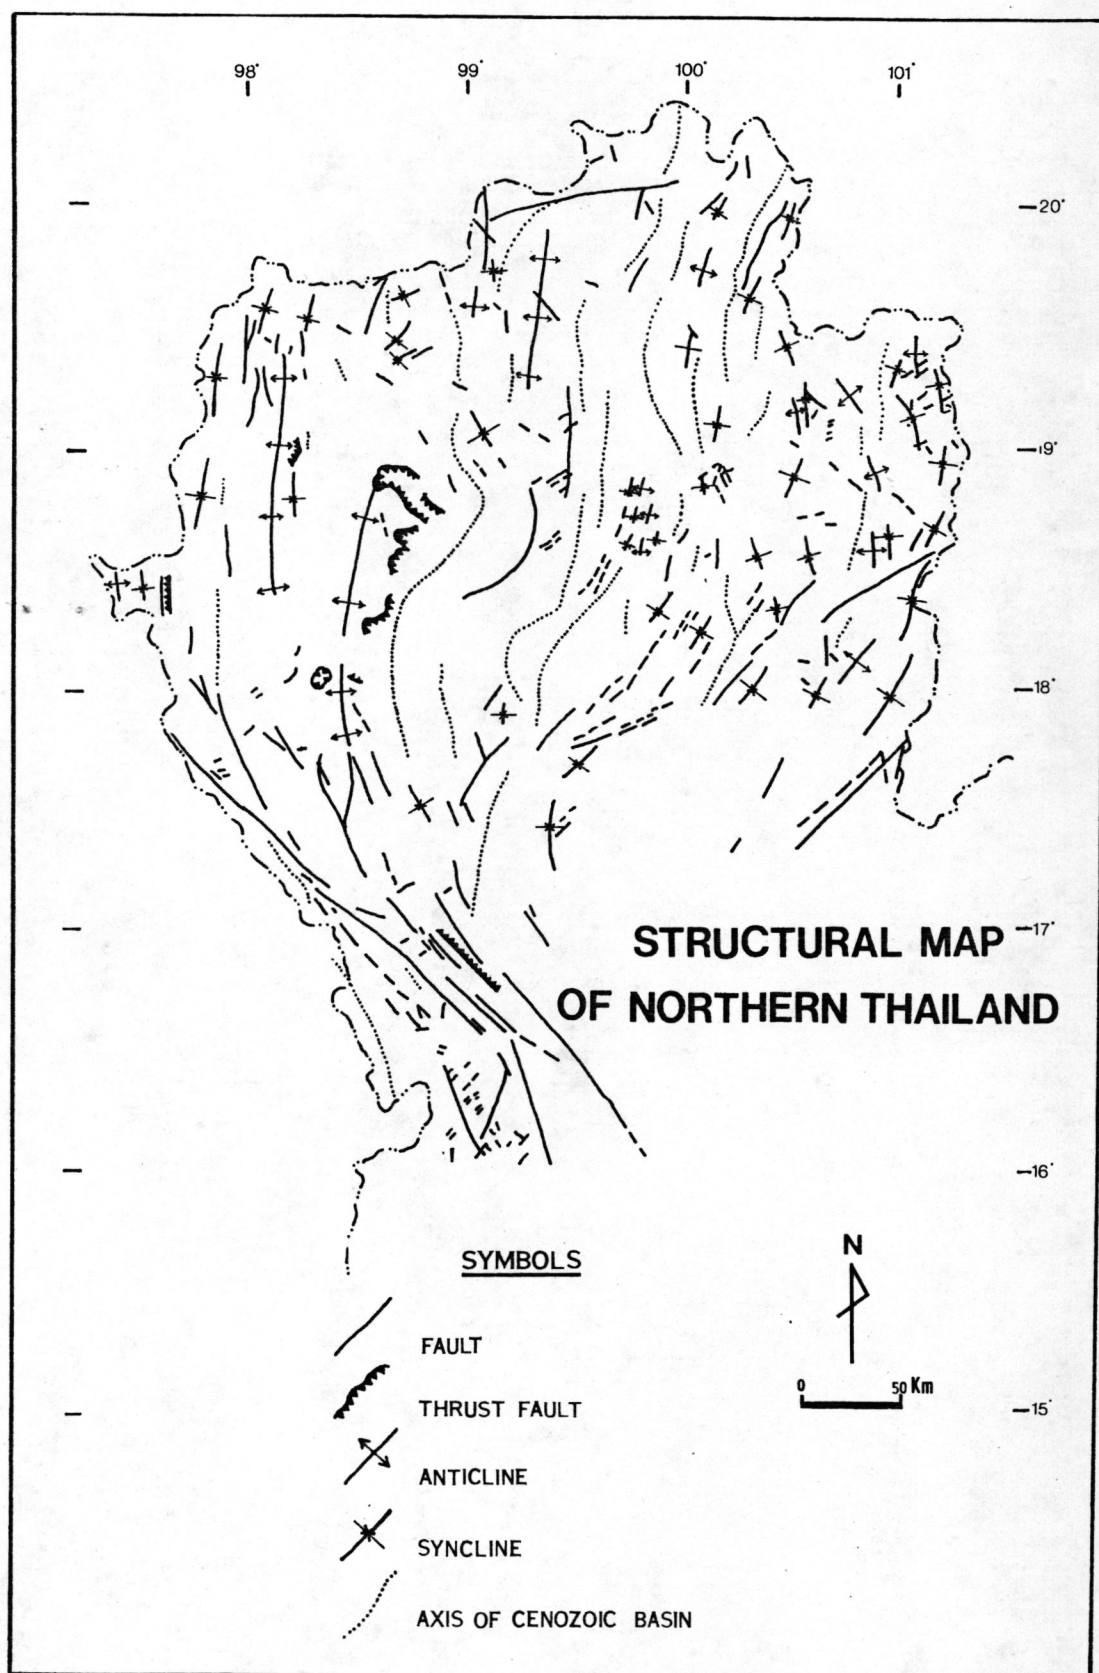 98°
99°
100°
101°
20°
19°
18°
17°
STRUCTURAL MAP
OF NORTHERN THAILAND
16°
SYMBOLS
N
FAULT
0 50 Km
THRUST FAULT
15°
ANTICLINE
SYNCLINE
AXIS OF CENOZOIC BASIN